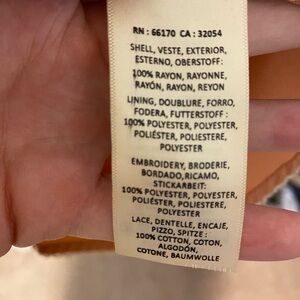 RN : 66170 CA : 32054
SHELL, VESTE, EXTERIOR,
ESTERNO, OBERSTOFF:
100% RAYON, RAYONNE,
RAYÓN, RAYON, REYON
LINING, DOUBLURE, FORRO,
FODERA, FUTTERSTOFF :
100% POLYESTER, POLYESTER,
POLIÉSTER, POLIESTERE,
POLYESTER
EMBROIDERY, BRODERIE,
BORDADO,RICAMO,
STICKARBEIT:
100% POLYESTER, POLYESTER,
POLIÉSTER, POLIESTERE,
POLYESTER
LACE, DENTELLE, ENCAJE,
PIZZO, SPITZE :
100% COTTON, COTON,
ALGODÓN,
COTONE, BAUMWOLLE